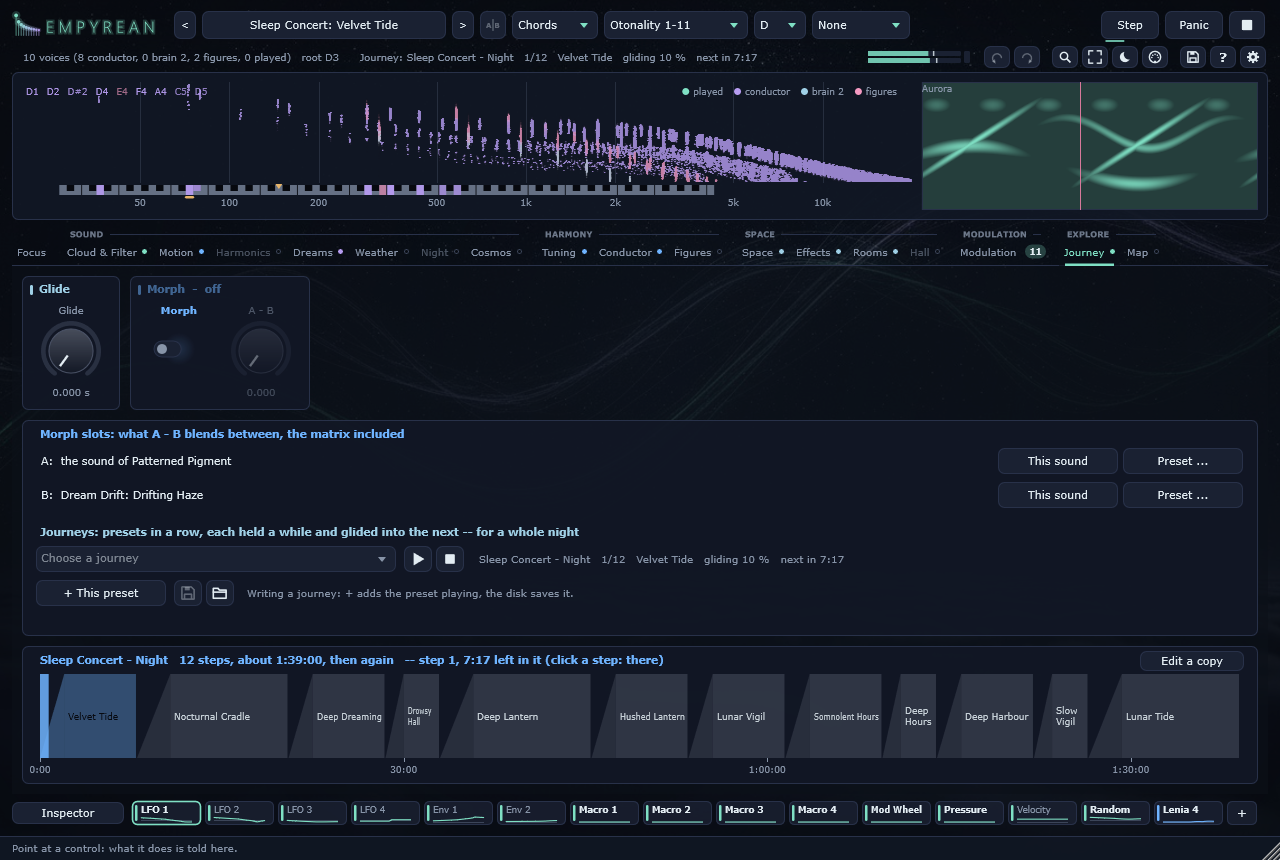 EMPYREAN
< Sleep Concert: Velvet Tide > A|B Chords Otonality 1-11 D None Step Panic
10 voices (8 conductor, 0 brain 2, 2 figures, 0 played) root D3 Journey: Sleep Concert - Night 1/12 Velvet Tide gliding 10 % next in 7:17
D1 D2 D#2 D4 E4 F4 A4 C5 D5
played conductor brain 2 figures
Aurora
50 100 200 500 1k 2k 5k 10k
SOUND HARMONY SPACE MODULATION EXPLORE
Focus Cloud & Filter Motion Harmonics Dreams Weather Night Cosmos Tuning Conductor Figures Space Effects Rooms Hall Modulation 11 Journey Map
Glide
Glide
0.000 s
Morph - off
Morph A - B
0.000
Morph slots: what A - B blends between, the matrix included
A: the sound of Patterned Pigment This sound Preset ...
B: Dream Drift: Drifting Haze This sound Preset ...
Journeys: presets in a row, each held a while and glided into the next -- for a whole night
Choose a journey Sleep Concert - Night 1/12 Velvet Tide gliding 10 % next in 7:17
+ This preset Writing a journey: + adds the preset playing, the disk saves it.
Sleep Concert - Night 12 steps, about 1:39:00, then again -- step 1, 7:17 left in it (click a step: there) Edit a copy
Velvet Tide
Nocturnal Cradle
Deep Dreaming
Drowsy
Hall
Deep Lantern
Hushed Lantern
Lunar Vigil
Somnolent Hours
Deep
Hours
Deep Harbour
Slow
Vigil
Lunar Tide
0:00 30:00 1:00:00 1:30:00
Inspector LFO 1 LFO 2 LFO 3 LFO 4 Env 1 Env 2 Macro 1 Macro 2 Macro 3 Macro 4 Mod Wheel Pressure Velocity Random Lenia 4 +
Point at a control: what it does is told here.